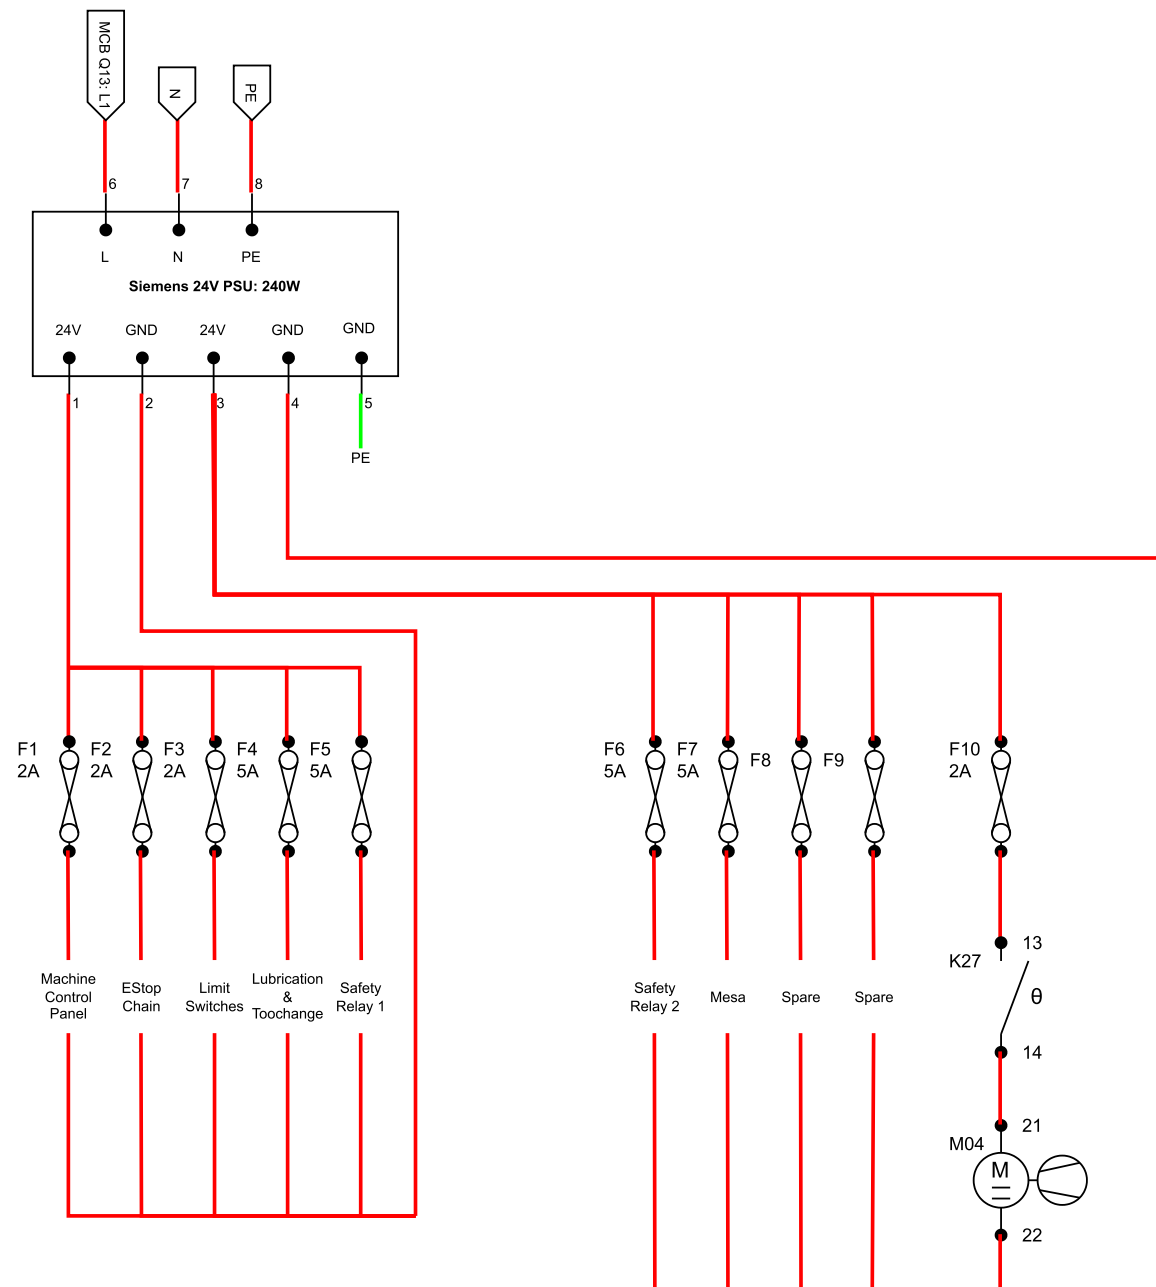 MCB Q13: L1
N
PE
6
7
8
L
N
PE
Siemens 24V PSU: 240W
24V
GND
24V
GND
GND
1
2
3
4
5
PE
F1
2A
F2
2A
F3
2A
F4
5A
F5
5A
F6
5A
F7
5A
F8
F9
F10
2A
Machine
Control
Panel
EStop
Chain
Limit
Switches
Lubrication
&
Toochange
Safety
Relay 1
Safety
Relay 2
Mesa
Spare
Spare
13
K27
θ
14
21
M04
M
22